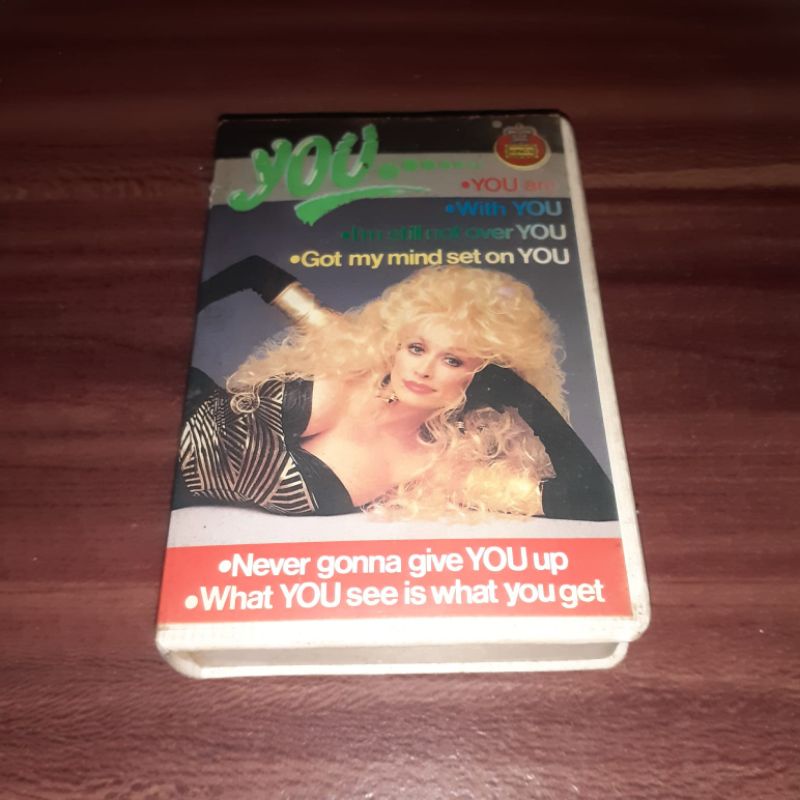 YOU.......
•YOU are
•With YOU
•I'm still not over YOU
•Got my mind set on YOU
•Never gonna give YOU up
•What YOU see is what you get